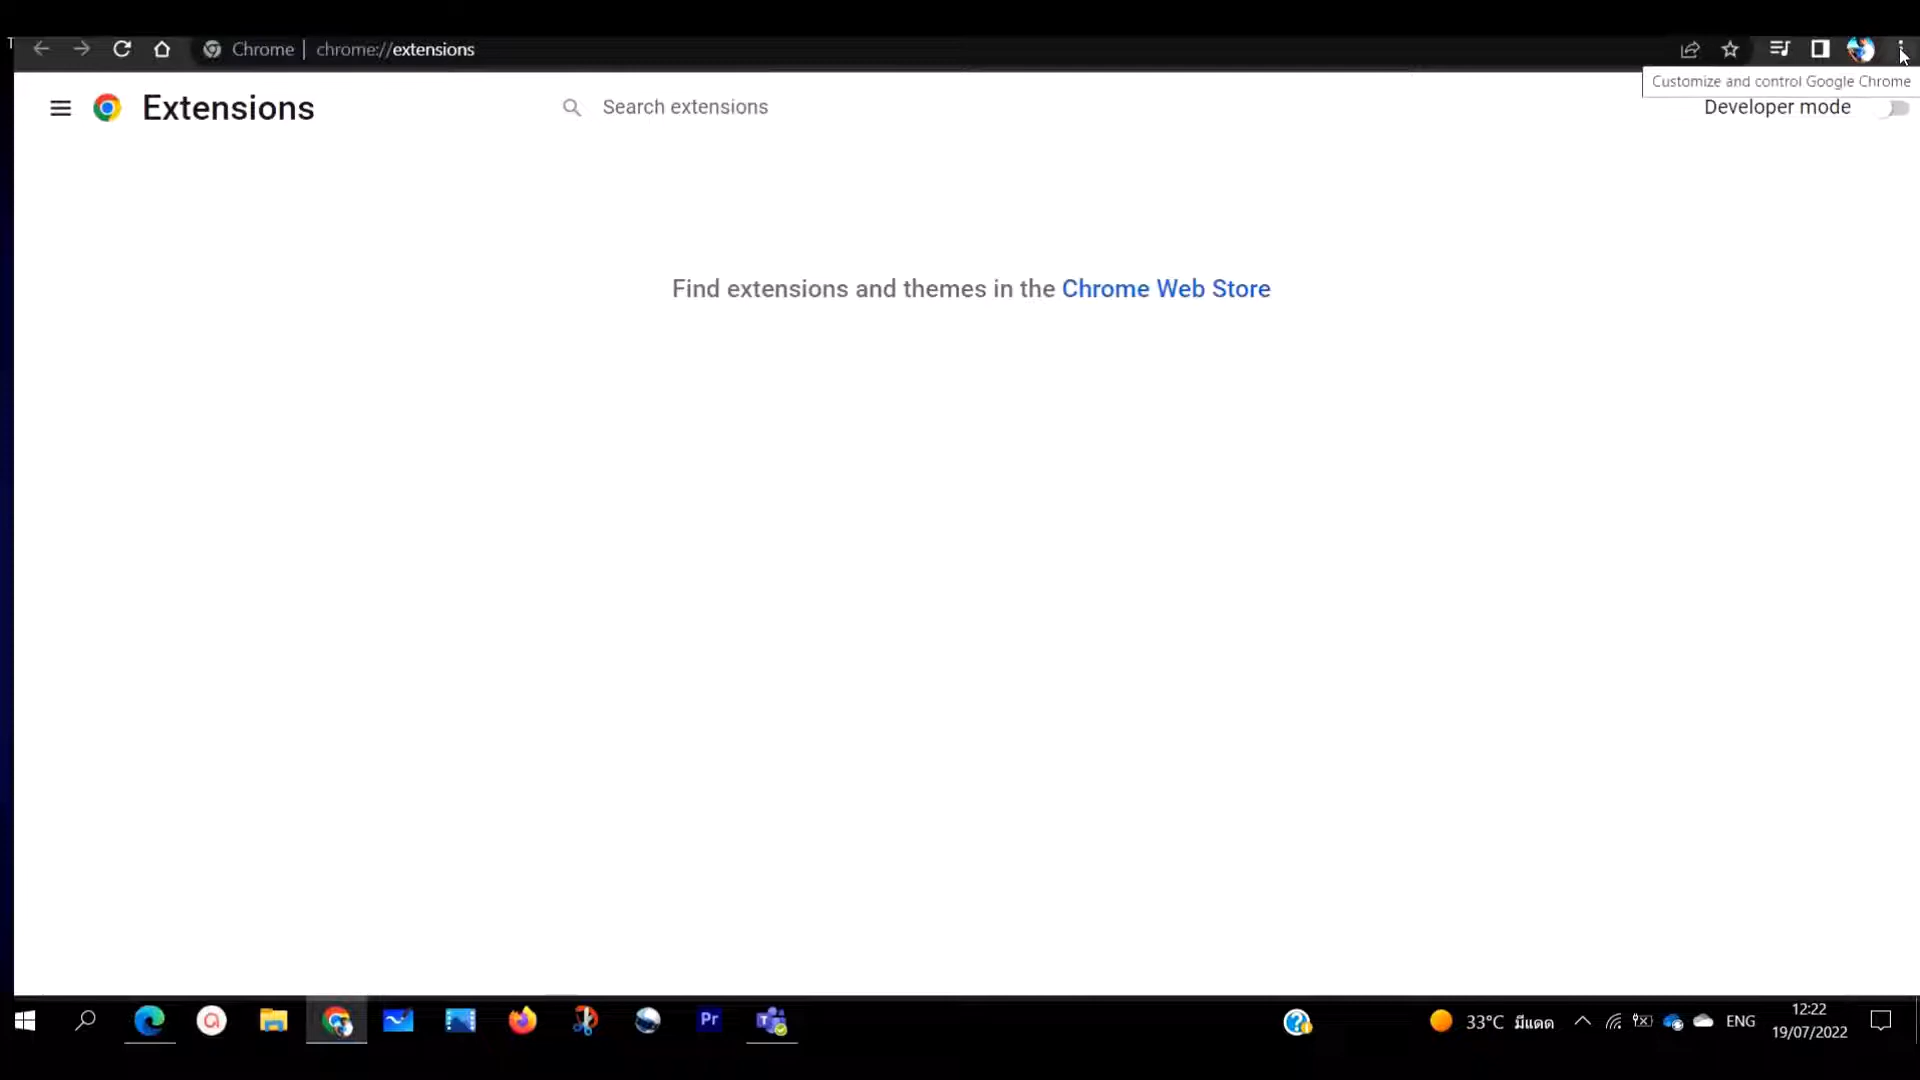 T
Chrome | chrome://extensions
Customize and control Google Chrome
Extensions
Search extensions
Developer mode
Find extensions and themes in the Chrome Web Store
Pr
T
33°C มีแดด
ENG
12:22
19/07/2022